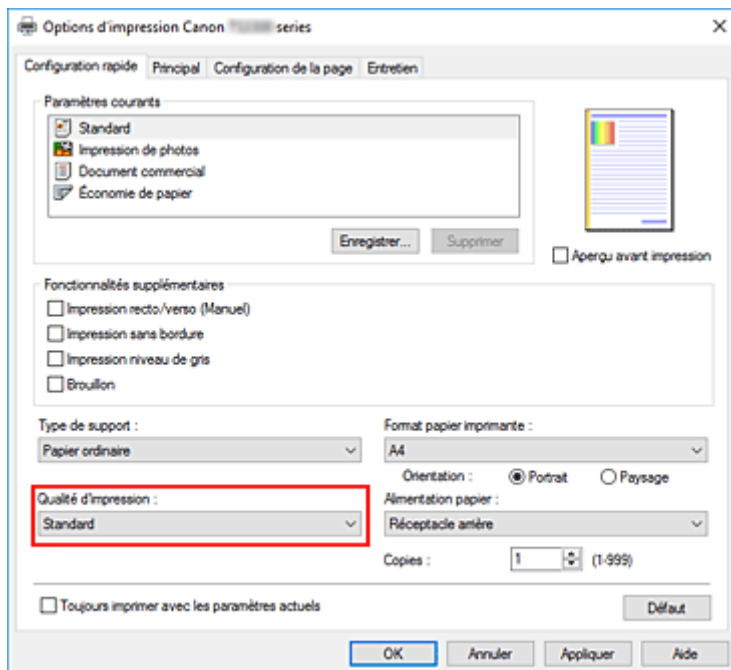 Options d'impression Canon series
Configuration rapide Principal Configuration de la page Entretien
Paramètres courants
Standard
Impression de photos
Document commercial
Économie de papier
Enregistrer... Supprimer
Aperçu avant impression
Fonctionnalités supplémentaires
Impression recto/verso (Manuel)
Impression sans bordure
Impression niveau de gris
Brouillon
Type de support :
Papier ordinaire
Format papier imprimante :
A4
Orientation : Portrait Paysage
Qualité d'impression :
Standard
Alimentation papier :
Réceptacle arrière
Copies : 1 (1-999)
Toujours imprimer avec les paramètres actuels
Défaut
OK Annuler Appliquer Aide